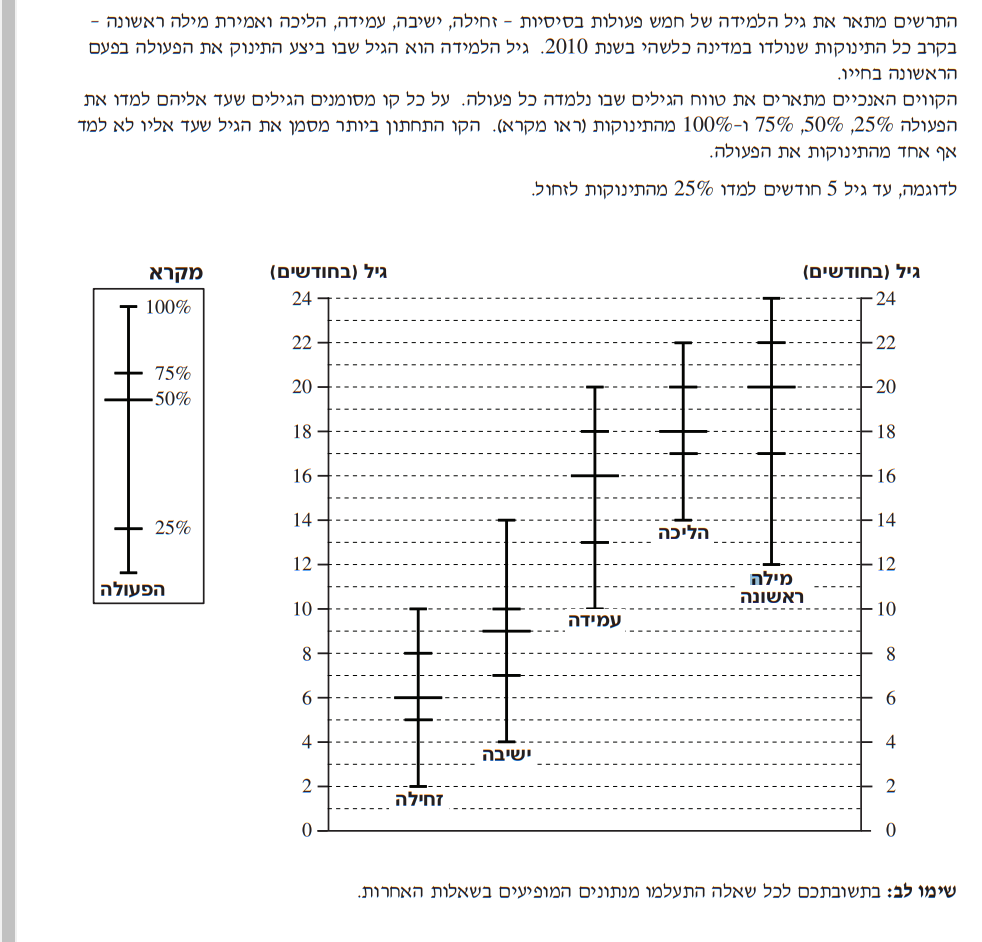 התרשים מתאר את גיל הלמידה של חמש פעולות בסיסיות – זחילה, ישיבה, עמידה, הליכה ואמירת מילה ראשונה –
בקרב כל התינוקות שנולדו במדינה כלשהי בשנת 2010. גיל הלמידה הוא הגיל שבו ביצע התינוק את הפעולה בפעם
הראשונה בחייו.
הקווים האנכיים מתארים את טווח הגילים שבו נלמדה כל פעולה. על כל קו מסומנים הגילים שעד אליהם למדו את
הפעולה 25%, 50%, 75% ו-100% מהתינוקות (ראו מקרא). הקו התחתון ביותר מסמן את הגיל שעד אליו לא למד
אף אחד מהתינוקות את הפעולה.
לדוגמה, עד גיל 5 חודשים למדו 25% מהתינוקות לזחול.
גיל (בחודשים)
24
22
20
18
16
14
12
10
8
6
4
2
0
מילה
ראשונה
הליכה
עמידה
ישיבה
זחילה
גיל (בחודשים)
24
22
20
18
16
14
12
10
8
6
4
2
0
מקרא
100%
75%
50%
25%
הפעולה
שימו לב: בתשובתכם לכל שאלה התעלמו מנתונים המופיעים בשאלות האחרות.